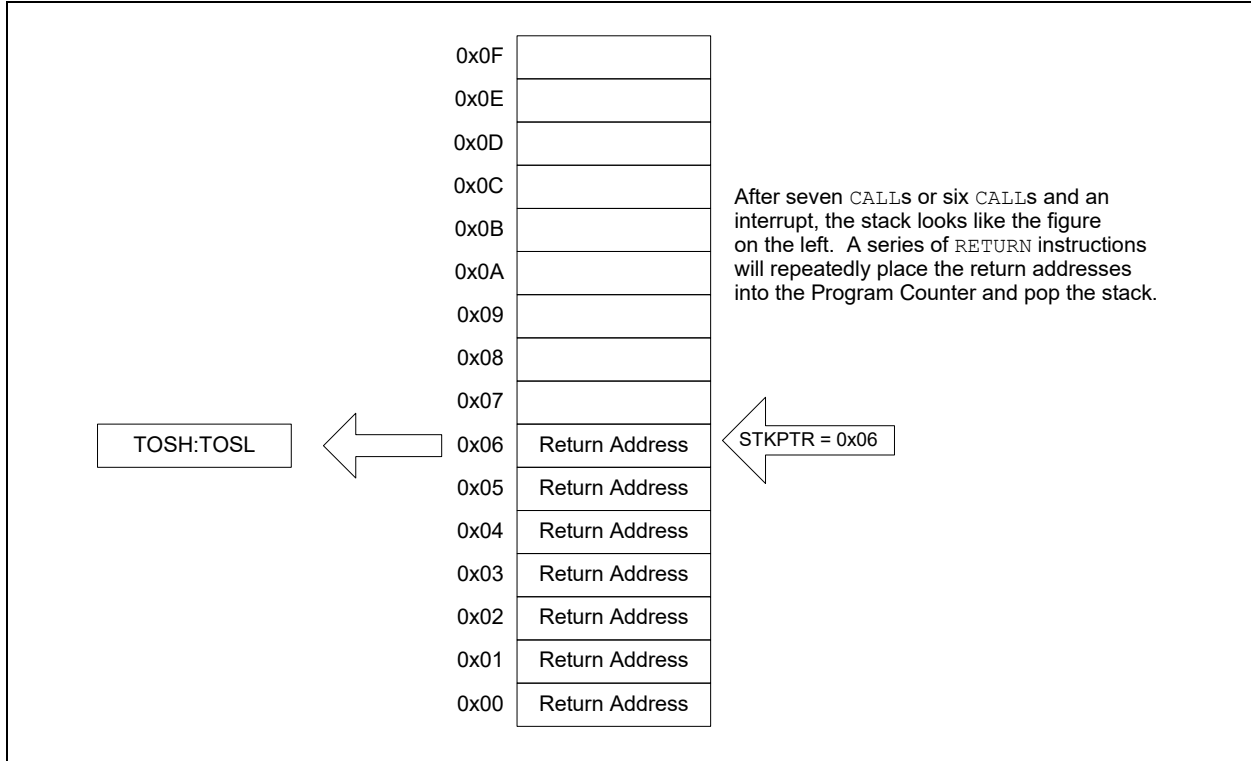 0x0F
0x0E
0x0D
0x0C
0x0B
0x0A
0x09
0x08
0x07
After seven CALLs or six CALLs and an
interrupt, the stack looks like the figure
on the left.  A series of RETURN instructions
will repeatedly place the return addresses
into the Program Counter and pop the stack.
TOSH:TOSL
0x06 Return Address
STKPTR = 0x06
0x05 Return Address
0x04 Return Address
0x03 Return Address
0x02 Return Address
0x01 Return Address
0x00 Return Address